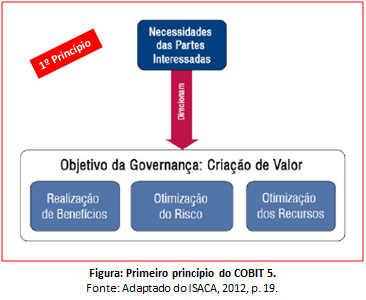 1º Princípio
Necessidades
das Partes
Interessadas
Direcionam
Objetivo da Governança: Criação de Valor
Realização
de Benefícios
Otimização
do Risco
Otimização
dos Recursos
Figura: Primeiro princípio do COBIT 5.
Fonte: Adaptado do ISACA, 2012, p. 19.